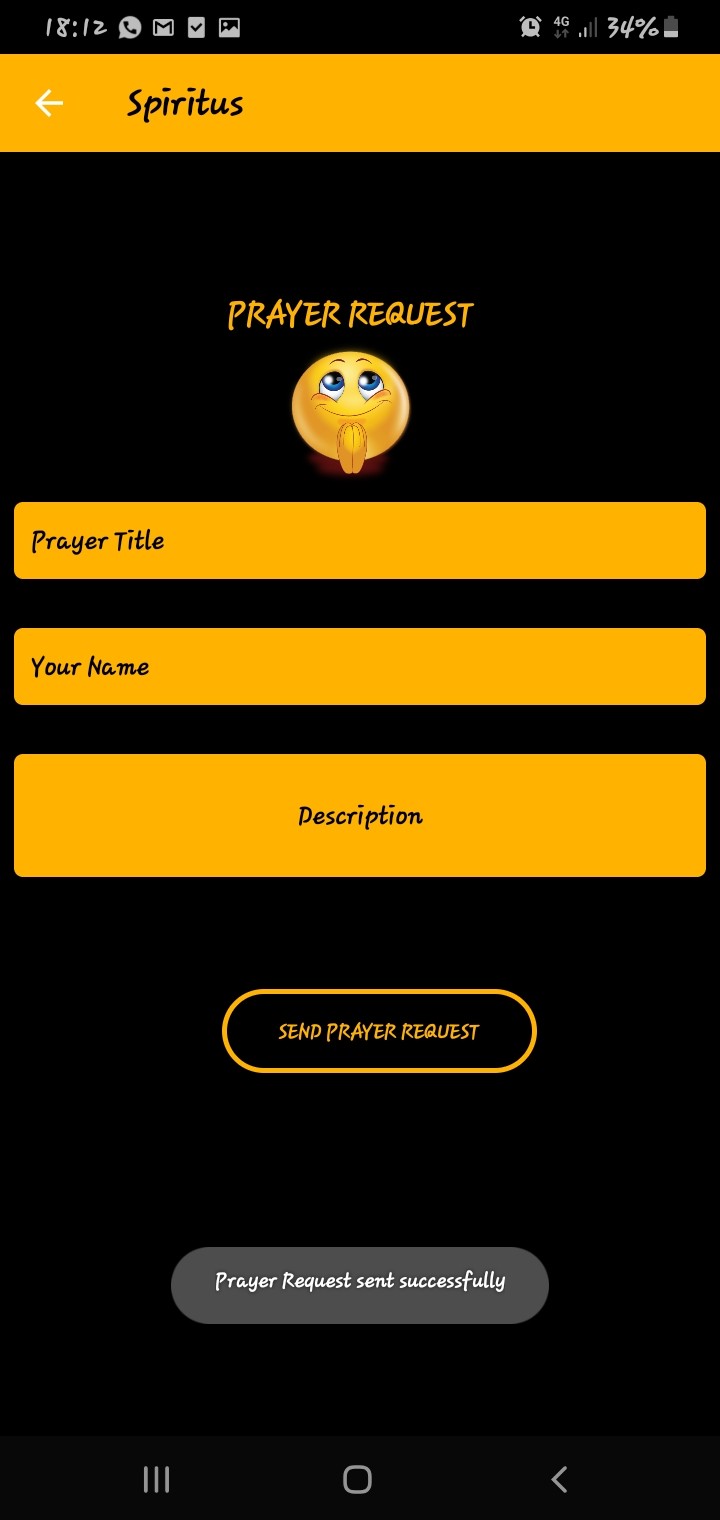 18:12 4G 34%
Spiritus
PRAYER REQUEST
Prayer Title
Your Name
Description
SEND PRAYER REQUEST
Prayer Request sent successfully